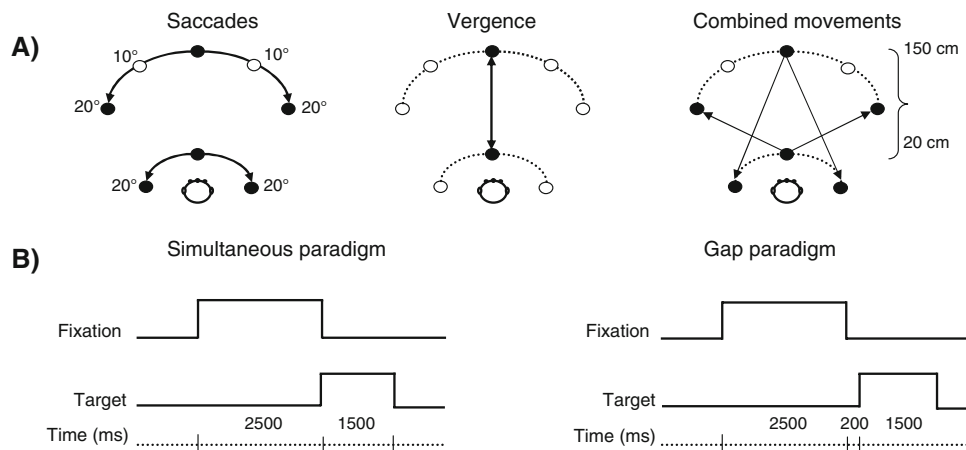 Saccades Vergence Combined movements
A)
10° 10° 150 cm
20° 20°
20 cm
20° 20°
B)
Simultaneous paradigm Gap paradigm
Fixation Fixation
Target Target
2500 1500 2500 200 1500
Time (ms) Time (ms)